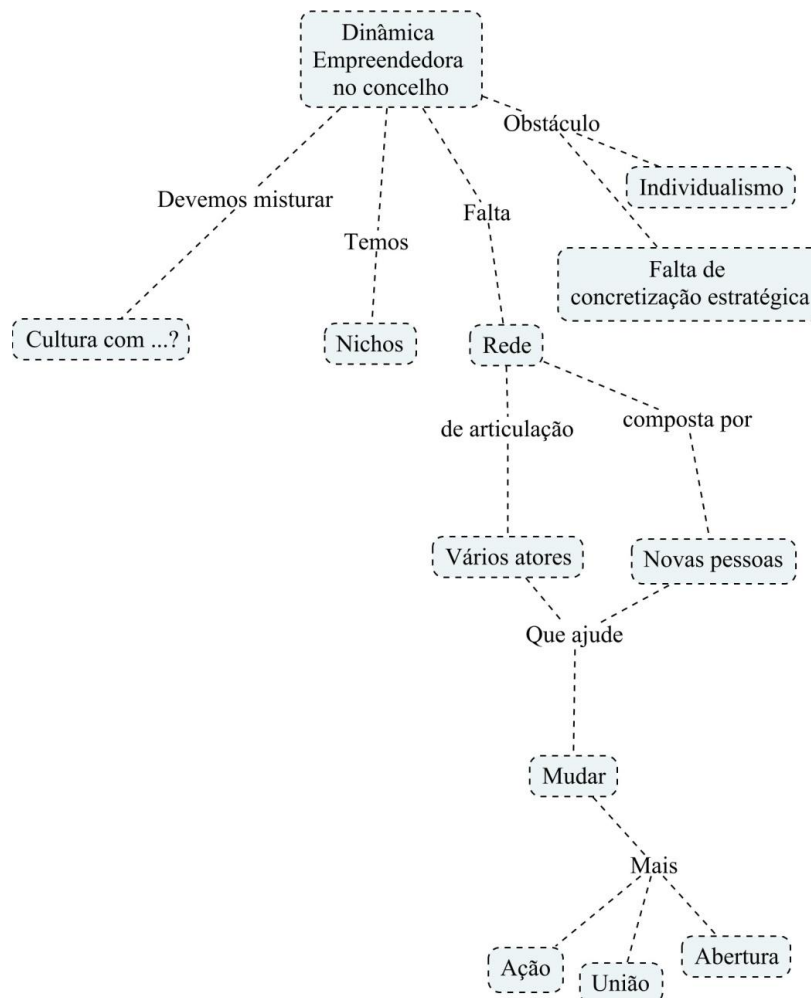 Dinâmica
Empreendedora
no concelho
Obstáculo
Individualismo
Devemos misturar
Falta
Temos
Falta de
concretização estratégica
Cultura com ...?
Nichos
Rede
de articulação
composta por
Vários atores
Novas pessoas
Que ajude
Mudar
Mais
Ação
União
Abertura